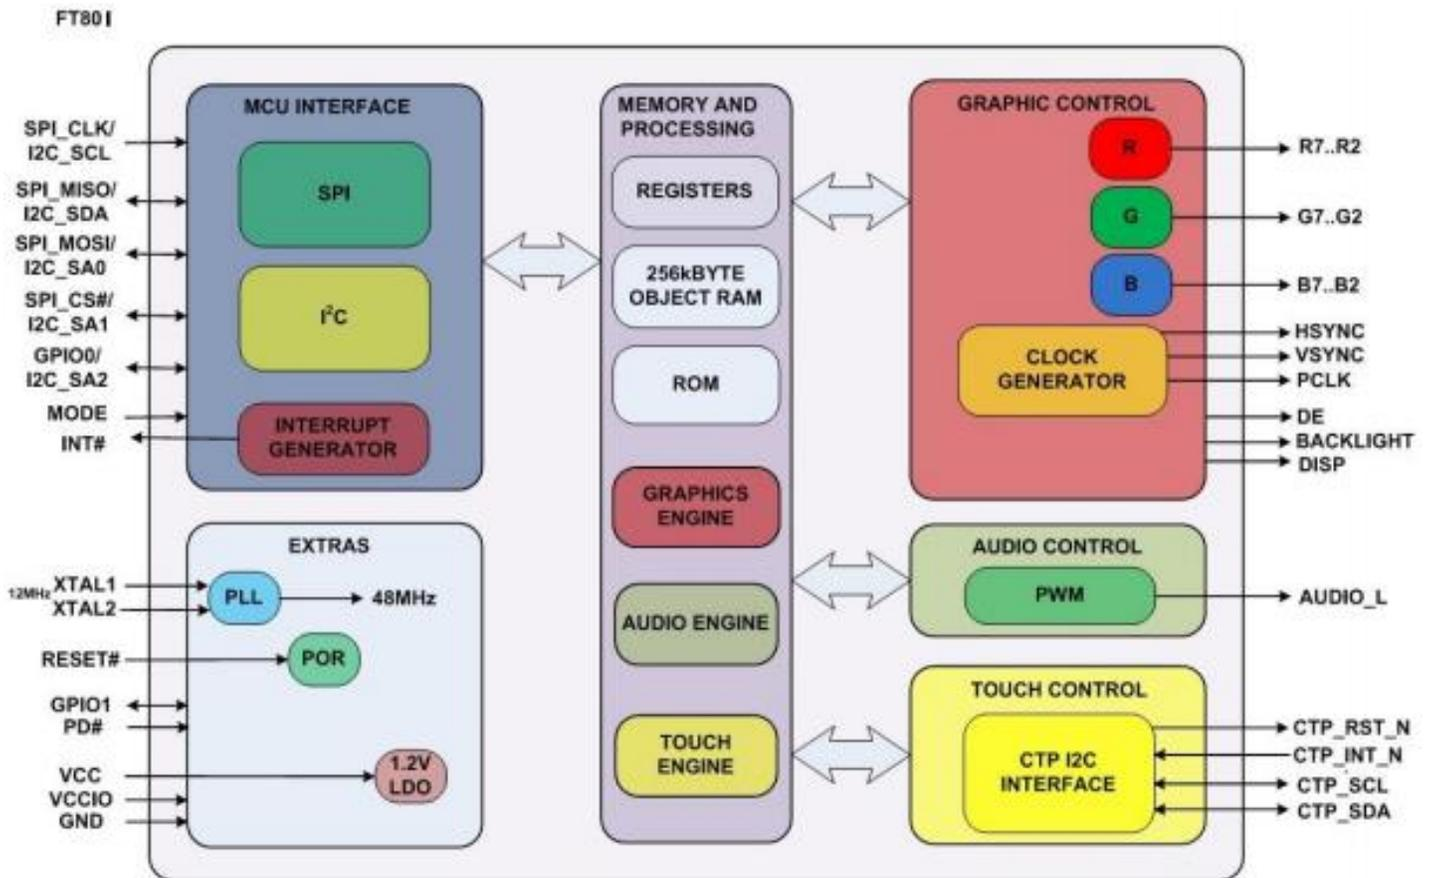 FT801
MCU INTERFACE
SPI_CLK/
I2C_SCL
SPI_MISO/
I2C_SDA
SPI_MOSI/
I2C_SA0
SPI_CS#/
I2C_SA1
GPIO0/
I2C_SA2
MODE
INT#
SPI
I²C
INTERRUPT
GENERATOR
EXTRAS
12MHz XTAL1
XTAL2
RESET#
GPIO1
PD#
VCC
VCCIO
GND
PLL
48MHz
POR
1.2V
LDO
MEMORY AND
PROCESSING
REGISTERS
256kBYTE
OBJECT RAM
ROM
GRAPHICS
ENGINE
AUDIO ENGINE
TOUCH
ENGINE
GRAPHIC CONTROL
R
G
B
CLOCK
GENERATOR
R7..R2
G7..G2
B7..B2
HSYNC
VSYNC
PCLK
DE
BACKLIGHT
DISP
AUDIO CONTROL
PWM
AUDIO_L
TOUCH CONTROL
CTP I2C
INTERFACE
CTP_RST_N
CTP_INT_N
CTP_SCL
CTP_SDA